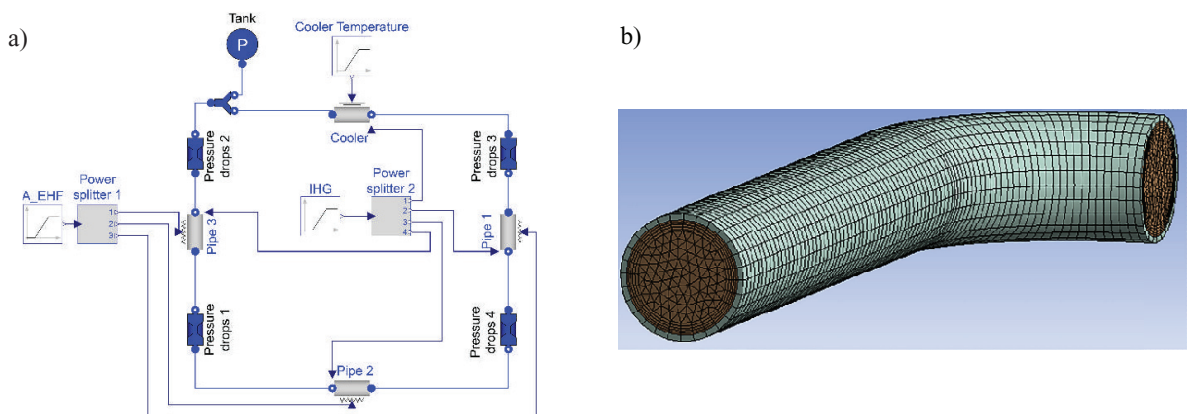 a)
Tank
P
Cooler Temperature
b)
Pressure
drops 2
Cooler
Pressure
drops 3
A_EHF
Power
splitter 1
1
2
3
Pipe 3
IHG
Power
splitter 2
1
2
3
4
Pipe 1
Pressure
drops 1
Pressure
drops 4
Pipe 2